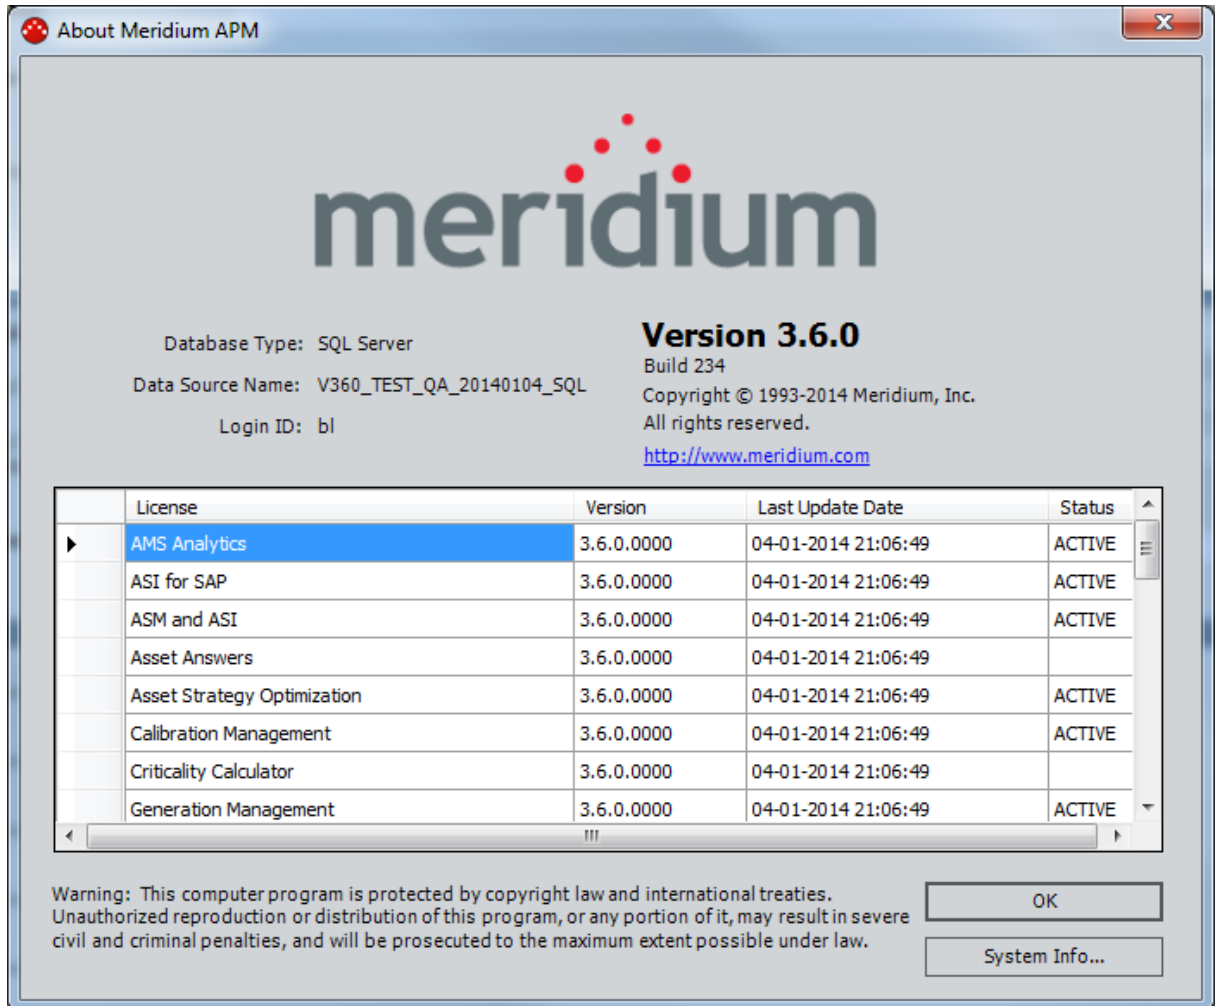 About Meridium APM
meridium
Database Type: SQL Server
Data Source Name: V360_TEST_QA_20140104_SQL
Login ID: bl
Version 3.6.0
Build 234
Copyright © 1993-2014 Meridium, Inc.
All rights reserved.
http://www.meridium.com
License Version Last Update Date Status
AMS Analytics 3.6.0.0000 04-01-2014 21:06:49 ACTIVE
ASI for SAP 3.6.0.0000 04-01-2014 21:06:49 ACTIVE
ASM and ASI 3.6.0.0000 04-01-2014 21:06:49 ACTIVE
Asset Answers 3.6.0.0000 04-01-2014 21:06:49
Asset Strategy Optimization 3.6.0.0000 04-01-2014 21:06:49 ACTIVE
Calibration Management 3.6.0.0000 04-01-2014 21:06:49 ACTIVE
Criticality Calculator 3.6.0.0000 04-01-2014 21:06:49
Generation Management 3.6.0.0000 04-01-2014 21:06:49 ACTIVE
Warning: This computer program is protected by copyright law and international treaties.
Unauthorized reproduction or distribution of this program, or any portion of it, may result in severe
civil and criminal penalties, and will be prosecuted to the maximum extent possible under law.
OK
System Info...